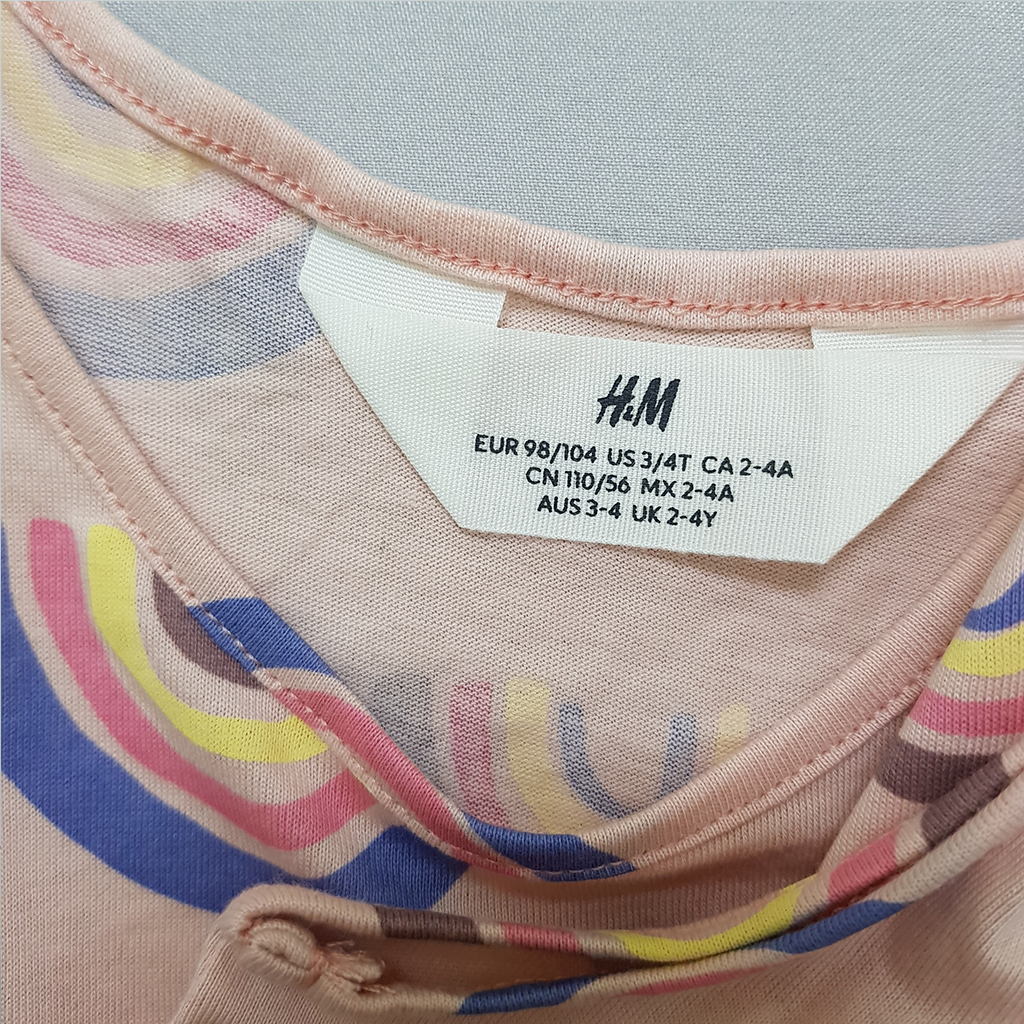 H&M
EUR 98/104 US 3/4T CA 2-4A
CN 110/56 MX 2-4A
AUS 3-4 UK 2-4Y